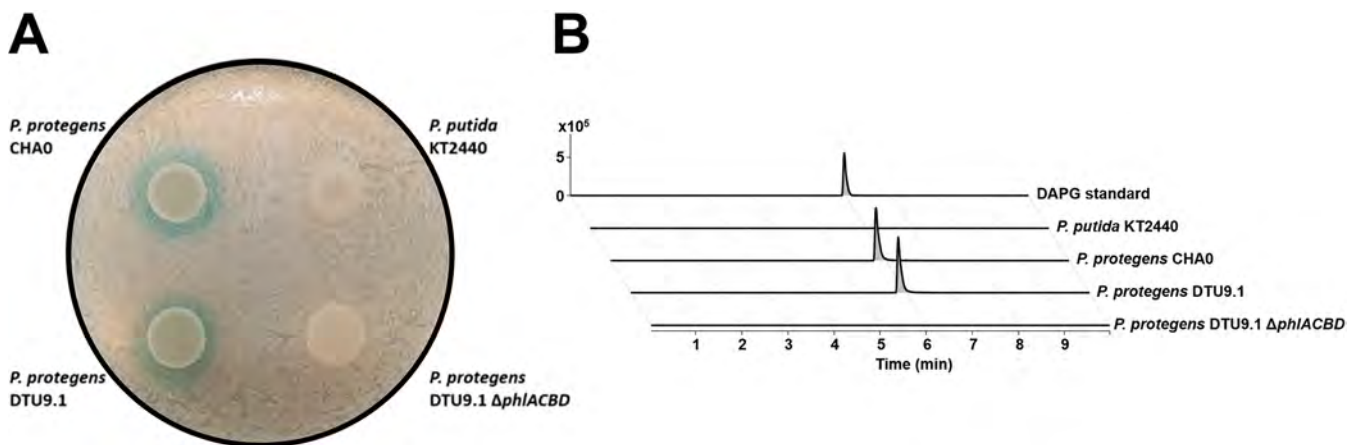 A
B
P. protegens
CHA0
P. putida
KT2440
P. protegens
DTU9.1
P. protegens
DTU9.1 ΔphlACBD
x10⁵
5
0
DAPG standard
P. putida KT2440
P. protegens CHA0
P. protegens DTU9.1
P. protegens DTU9.1 ΔphlACBD
1 2 3 4 5 6 7 8 9
Time (min)